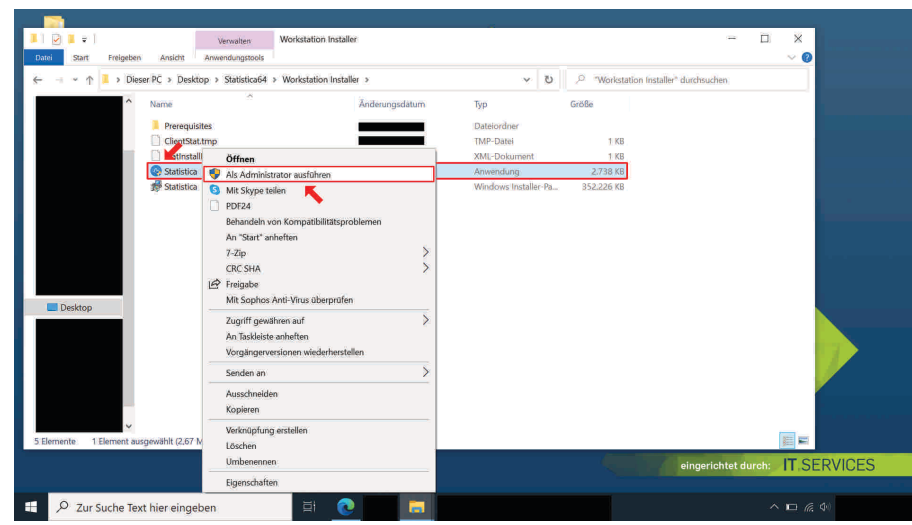 Verwalten
Workstation Installer
Datei Start Freigeben Ansicht Anwendungstools
Dieser PC > Desktop > Statistica64 > Workstation Installer >
"Workstation Installer" durchsuchen
Name Änderungsdatum Typ Größe
Prerequisites Dateiordner
ClientStat.tmp TMP-Datei 1 KB
XML-Dokument 1 KB
Statistica Anwendung 2.738 KB
Statistica Windows Installer-Pa... 352.226 KB
Öffnen
Als Administrator ausführen
Mit Skype teilen
PDF24
Behandeln von Kompatibilitätsproblemen
An "Start" anheften
7-Zip
CRC SHA
Freigabe
Mit Sophos Anti-Virus überprüfen
Zugriff gewähren auf
An Taskleiste anheften
Vorgängerversionen wiederherstellen
Senden an
Ausschneiden
Kopieren
Verknüpfung erstellen
Löschen
Umbenennen
Eigenschaften
Desktop
5 Elemente 1 Element ausgewählt (2,67 M
eingerichtet durch: IT.SERVICES
Zur Suche Text hier eingeben